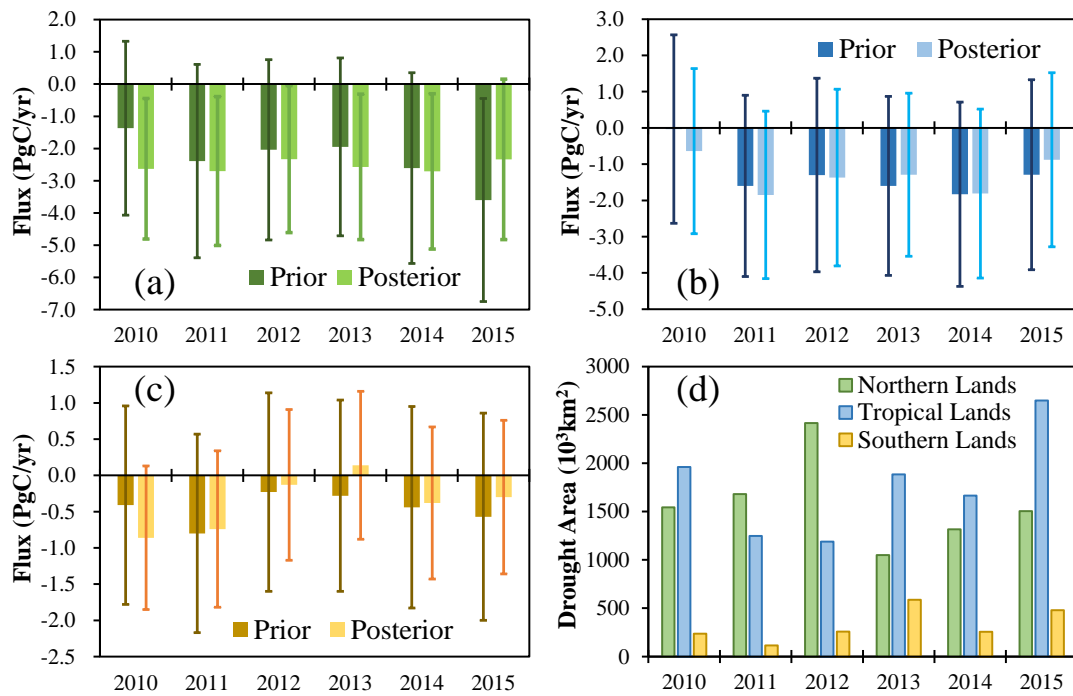 2.0
1.0
0.0
-1.0
-2.0
-3.0
-4.0
-5.0
-6.0
-7.0
Flux (PgC/yr)
(a)
Prior Posterior
2010 2011 2012 2013 2014 2015
3.0
2.0
1.0
0.0
-1.0
-2.0
-3.0
-4.0
-5.0
Flux (PgC/yr)
Prior Posterior
(b)
2010 2011 2012 2013 2014 2015
1.5
1.0
0.5
0.0
-0.5
-1.0
-1.5
-2.0
-2.5
Flux (PgC/yr)
(c)
Prior Posterior
2010 2011 2012 2013 2014 2015
3000
2500
2000
1500
1000
500
0
Drought Area (10³km²)
(d)
Northern Lands
Tropical Lands
Southern Lands
2010 2011 2012 2013 2014 2015